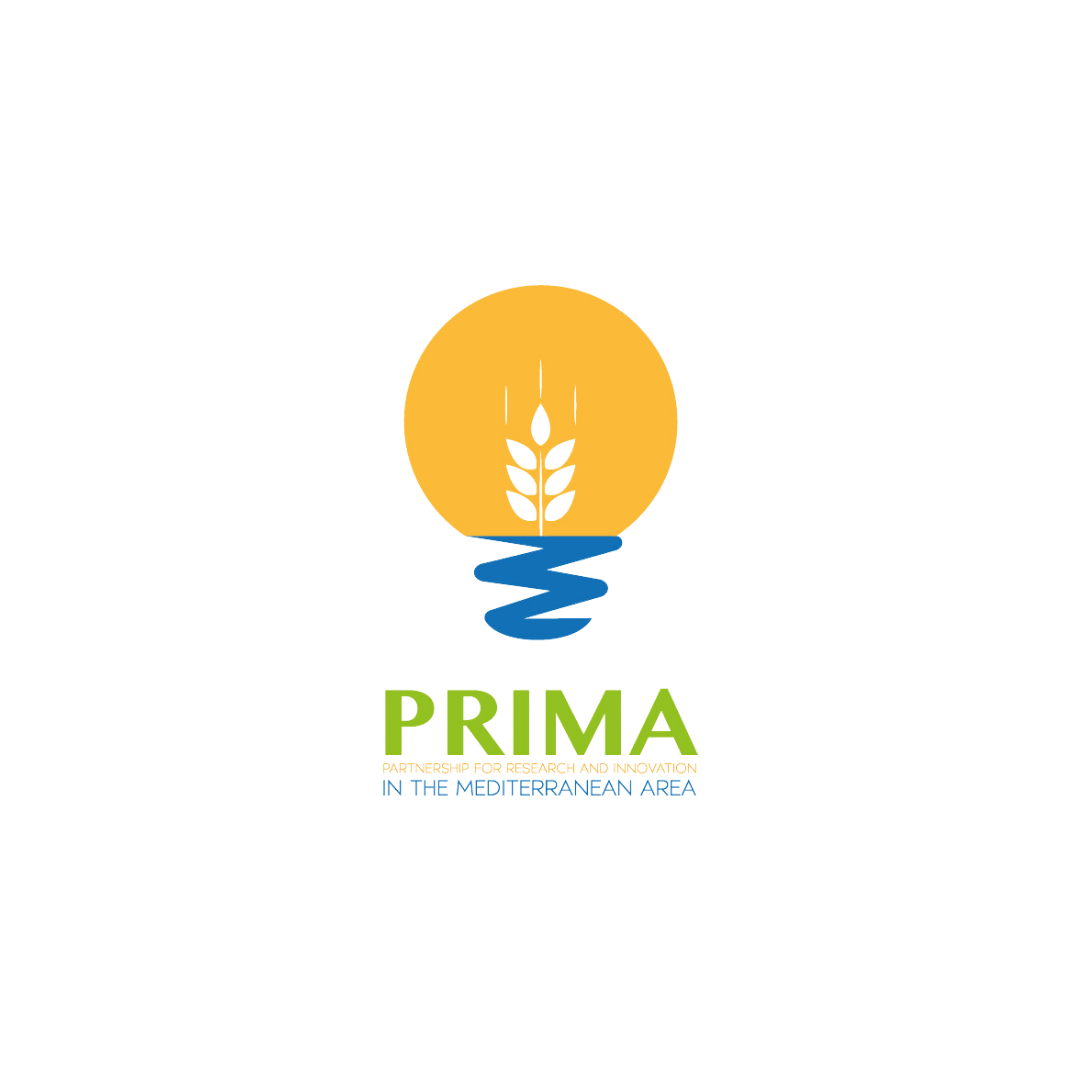 PRIMA
PARTNERSHIP FOR RESEARCH AND INNOVATION
IN THE MEDITERRANEAN AREA